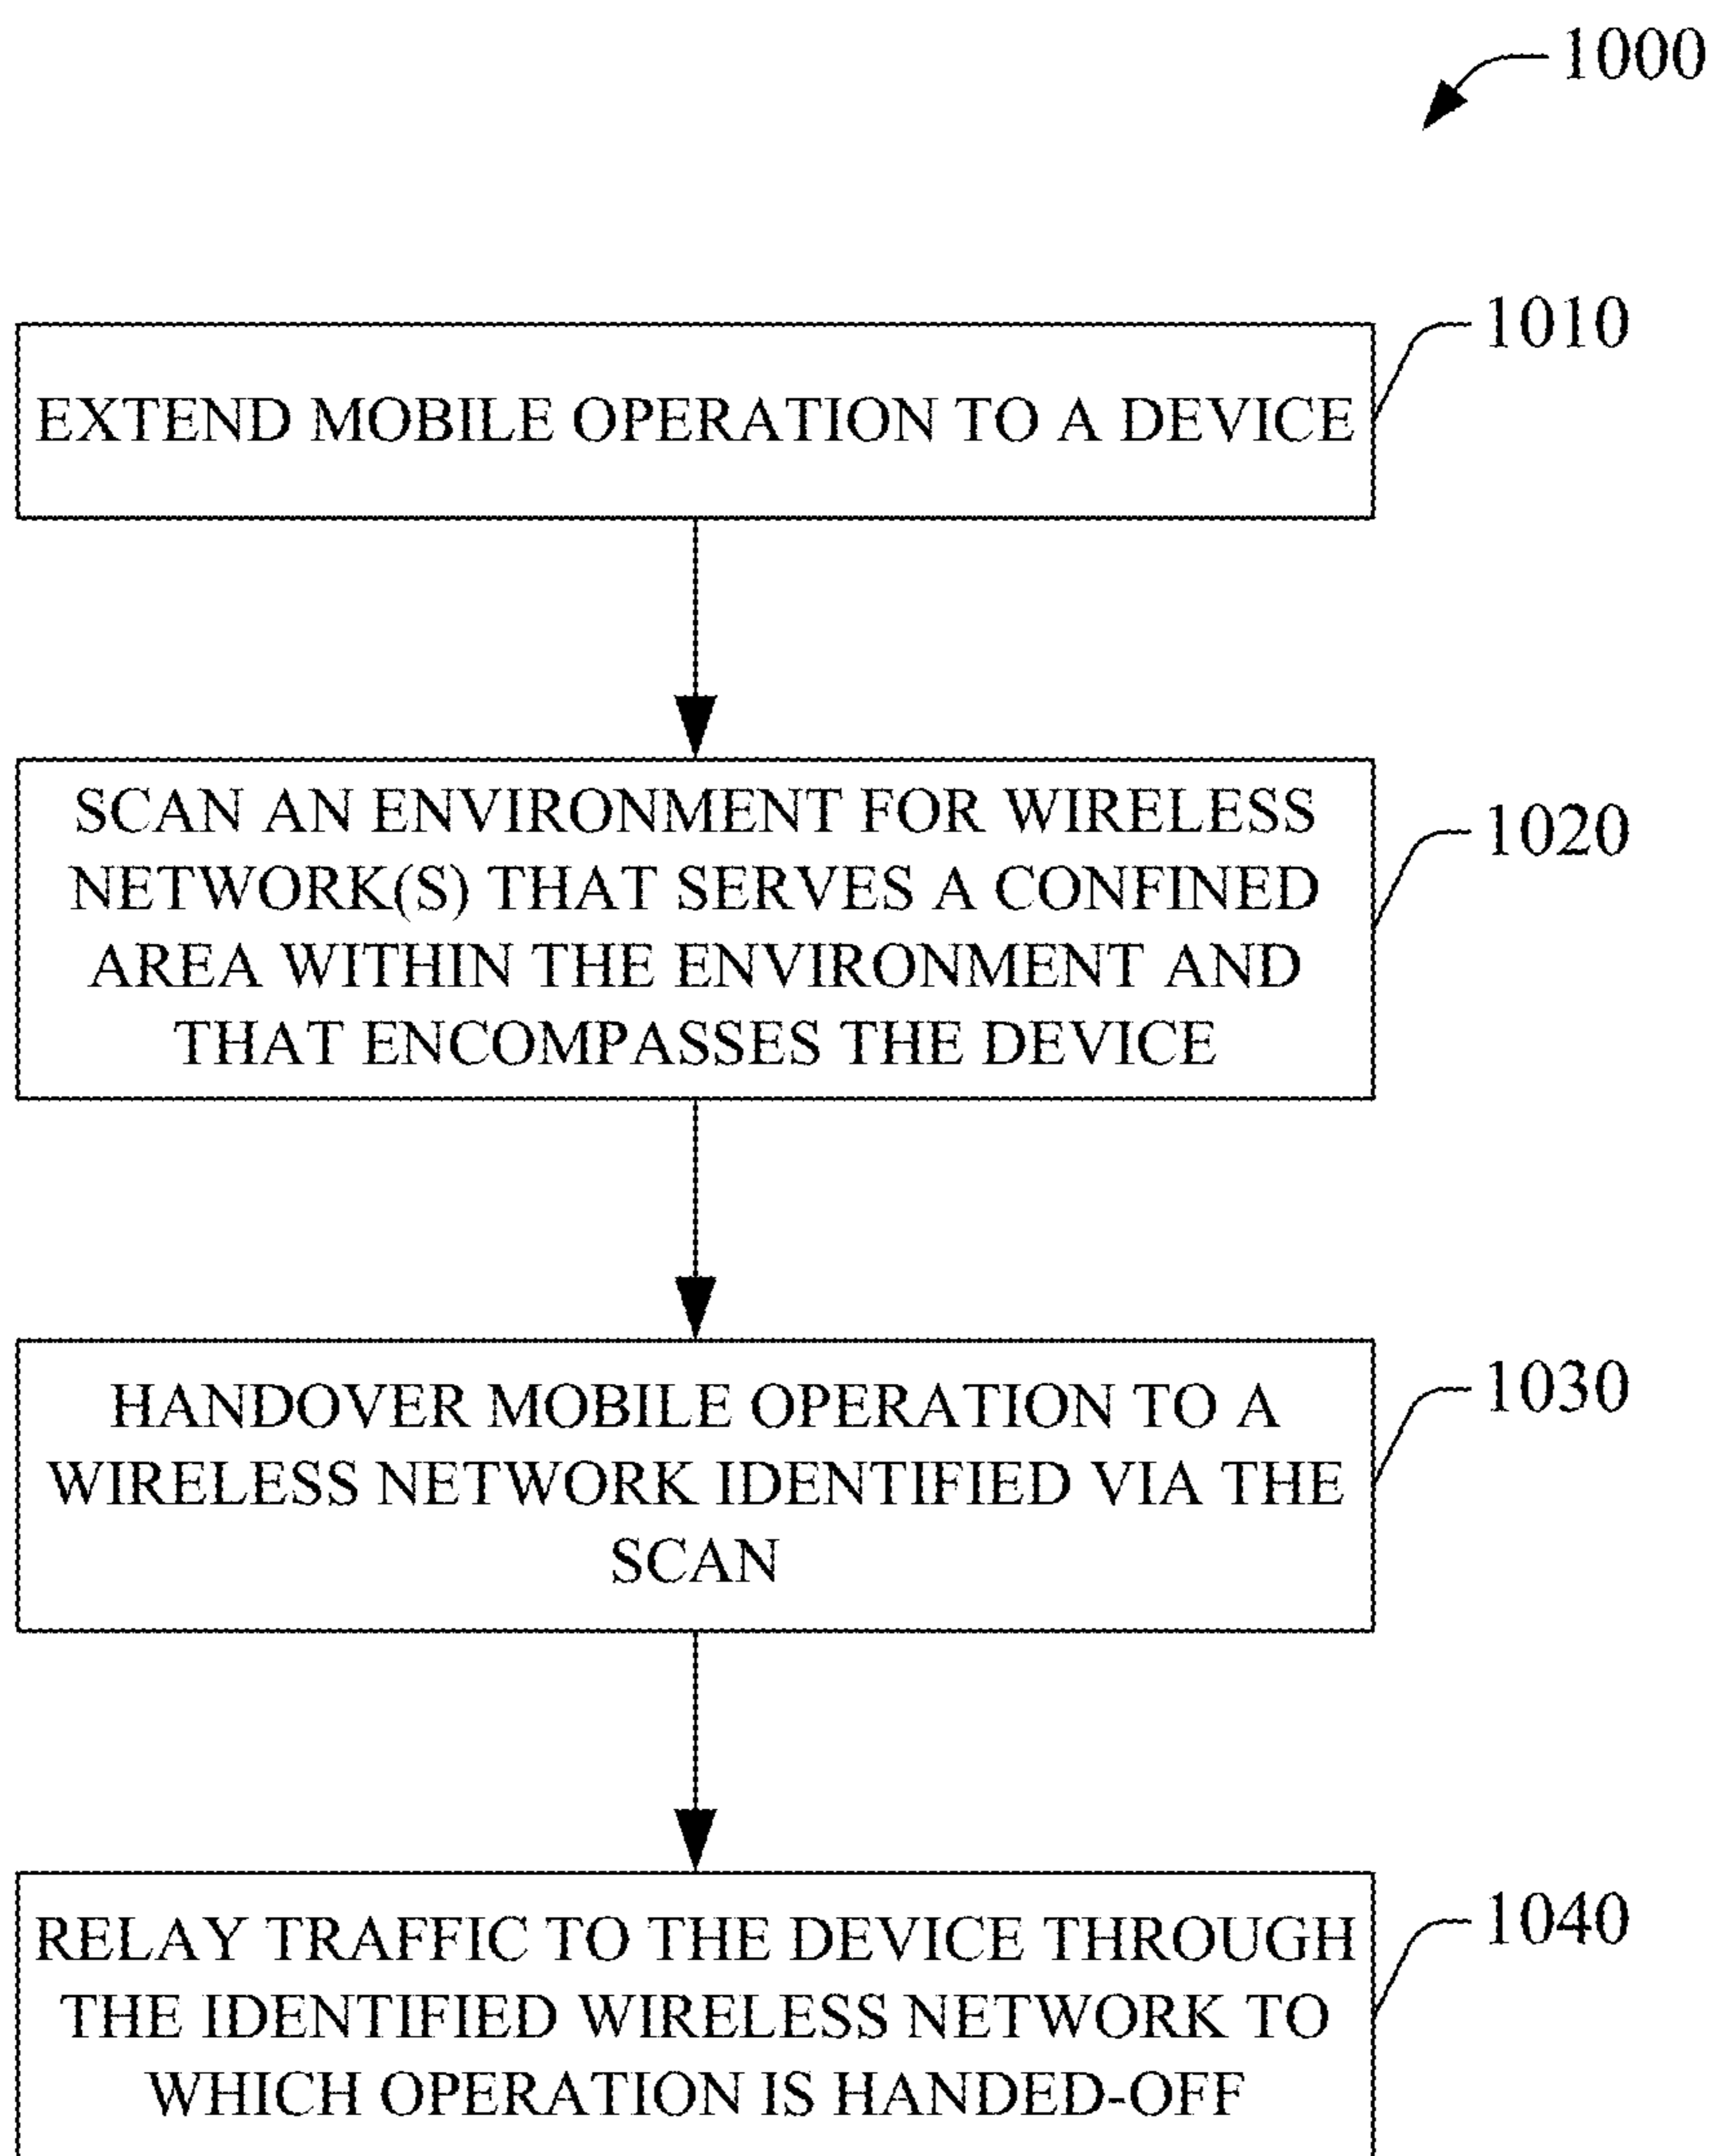 1000
1010
EXTEND MOBILE OPERATION TO A DEVICE
SCAN AN ENVIRONMENT FOR WIRELESS
1020
NETWORK(S) THAT SERVES A CONFINED
AREA WITHIN THE ENVIRONMENT AND
THAT ENCOMPASSES THE DEVICE
1030
HANDOVER MOBILE OPERATION TO A
WIRELESS NETWORK IDENTIFIED VIA THE
SCAN
1040
RELAY TRAFFIC TO THE DEVICE THROUGH
THE IDENTIFIED WIRELESS NETWORK TO
WHICH OPERATION IS HANDED-OFF